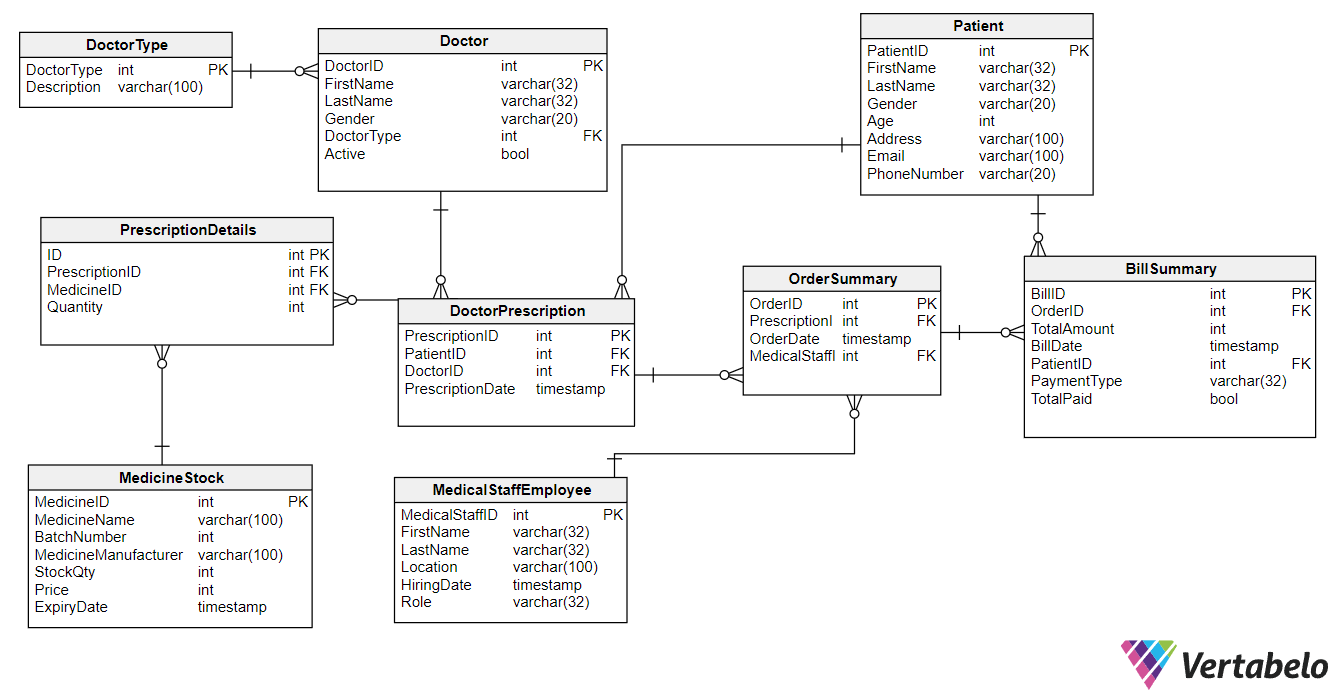 DoctorType
DoctorType int PK
Description varchar(100)
Doctor
DoctorID int PK
FirstName varchar(32)
LastName varchar(32)
Gender varchar(20)
DoctorType int FK
Active bool
Patient
PatientID int PK
FirstName varchar(32)
LastName varchar(32)
Gender varchar(20)
Age int
Address varchar(100)
Email varchar(100)
PhoneNumber varchar(20)
PrescriptionDetails
ID int PK
PrescriptionID int FK
MedicineID int FK
Quantity int
DoctorPrescription
PrescriptionID int PK
PatientID int FK
DoctorID int FK
PrescriptionDate timestamp
OrderSummary
OrderID int PK
PrescriptionI int FK
OrderDate timestamp
MedicalStaffI int FK
BillSummary
BillID int PK
OrderID int FK
TotalAmount int
BillDate timestamp
PatientID int FK
PaymentType varchar(32)
TotalPaid bool
MedicineStock
MedicineID int PK
MedicineName varchar(100)
BatchNumber int
MedicineManufacturer varchar(100)
StockQty int
Price int
ExpiryDate timestamp
MedicalStaffEmployee
MedicalStaffID int PK
FirstName varchar(32)
LastName varchar(32)
Location varchar(100)
HiringDate timestamp
Role varchar(32)
Vertabelo